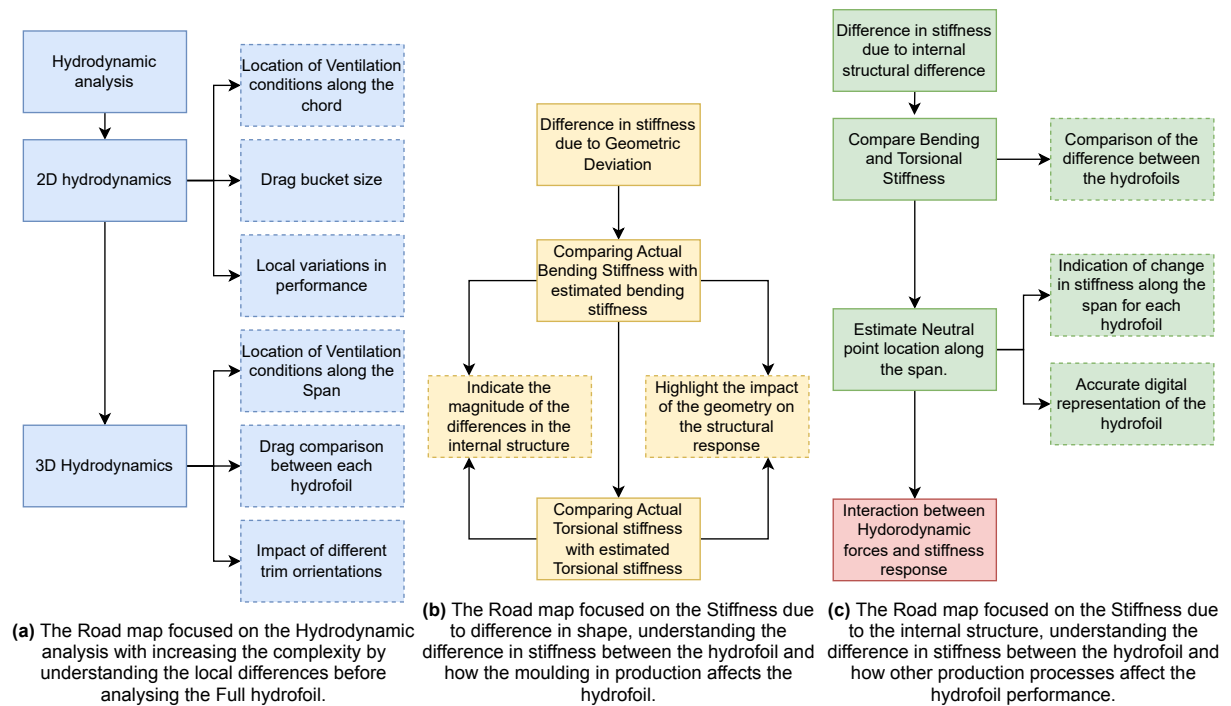 Hydrodynamic
analysis
2D hydrodynamics
3D Hydrodynamics
Location of Ventilation
conditions along the
chord
Drag bucket size
Local variations in
performance
Location of Ventilation
conditions along the
Span
Drag comparison
between each
hydrofoil
Impact of different
trim orrientations
(a) The Road map focused on the Hydrodynamic
analysis with increasing the complexity by
understanding the local differences before
analysing the Full hydrofoil.
Difference in stiffness
due to Geometric
Deviation
Comparing Actual
Bending Stiffness with
estimated bending
stiffness
Indicate the
magnitude of the
differences in the
internal structure
Highlight the impact
of the geometry on
the structural
response
Comparing Actual
Torsional stiffness
with estimated
Torsional stiffness
(b) The Road map focused on the Stiffness due
to difference in shape, understanding the
difference in stiffness between the hydrofoil and
how the moulding in production affects the
hydrofoil.
Difference in stiffness
due to internal
structural difference
Compare Bending
and Torsional
Stiffness
Comparison of the
difference between
the hydrofoils
Estimate Neutral
point location along
the span.
Indication of change
in stiffness along the
span for each
hydrofoil
Accurate digital
representation of the
hydrofoil
Interaction between
Hydorodynamic
forces and stiffness
response
(c) The Road map focused on the Stiffness due
to the internal structure, understanding the
difference in stiffness between the hydrofoil and
how other production processes affect the
hydrofoil performance.